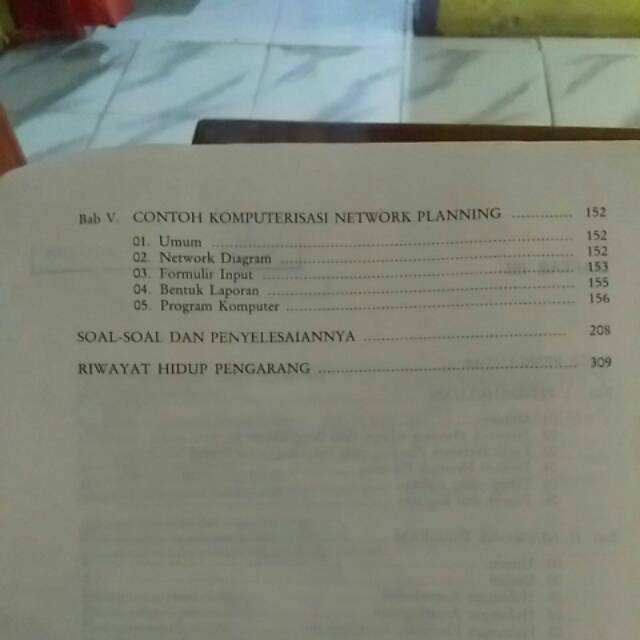 Bab V. CONTOH KOMPUTERISASI NETWORK PLANNING ............... 152
01. Umum ............... 152
02. Network Diagram ............... 152
03. Formulir Input ............... 153
04. Bentuk Laporan ............... 155
05. Program Komputer ............... 156
SOAL-SOAL DAN PENYELESAIANNYA ............... 208
RIWAYAT HIDUP PENGARANG ............... 309